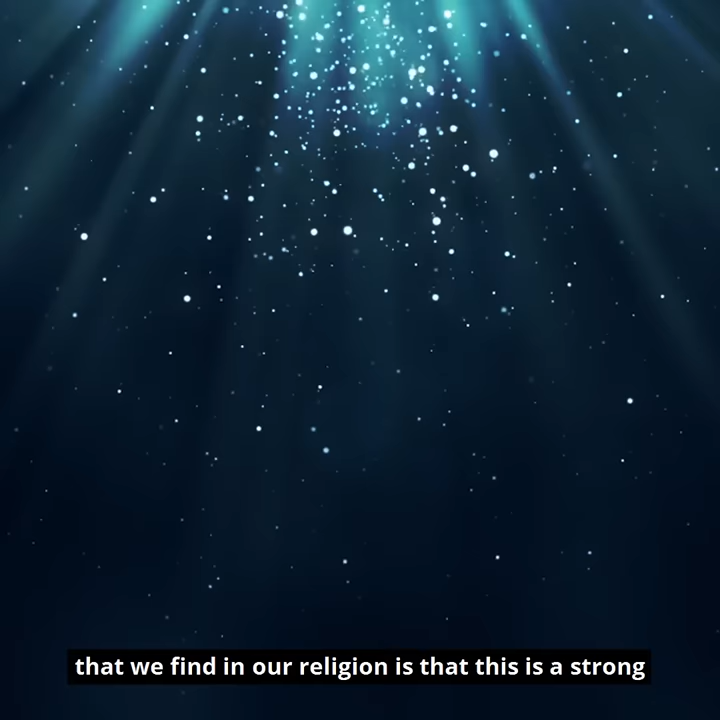 that we find in our religion is that this is a strong